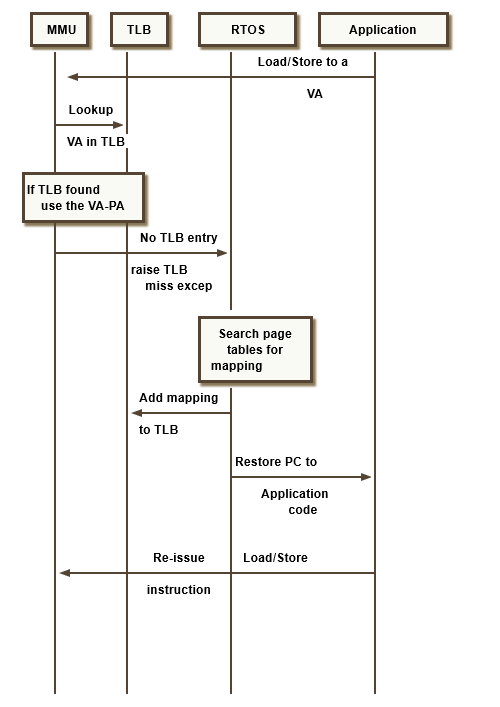 MMU TLB RTOS Application
Load/Store to a
VA
Lookup
VA in TLB
If TLB found
use the VA-PA
No TLB entry
raise TLB
miss excep
Search page
tables for
mapping
Add mapping
to TLB
Restore PC to
Application
code
Re-issue Load/Store
instruction